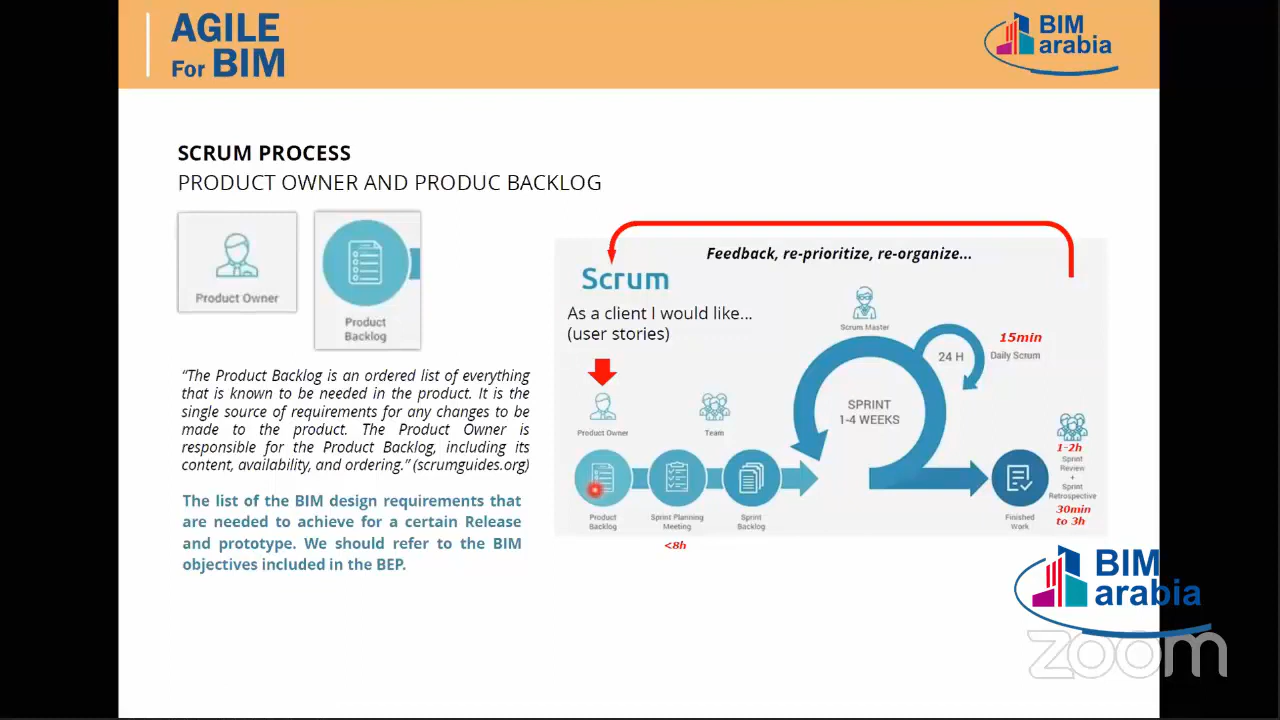 AGILE
For BIM
BIM
arabia
SCRUM PROCESS
PRODUCT OWNER AND PRODUC BACKLOG
Product Owner
Product
Backlog
“The Product Backlog is an ordered list of everything
that is known to be needed in the product. It is the
single source of requirements for any changes to be
made to the product. The Product Owner is
responsible for the Product Backlog, including its
content, availability, and ordering.” (scrumguides.org)
The list of the BIM design requirements that
are needed to achieve for a certain Release
and prototype. We should refer to the BIM
objectives included in the BEP.
Feedback, re-prioritize, re-organize...
Scrum
As a client I would like...
(user stories)
Scrum Master
15min
24 H
Daily Scrum
SPRINT
1-4 WEEKS
Product Owner
Team
1-2h
Sprint
Review
+
Sprint
Retrospective
30min
to 3h
Product
Backlog
Sprint Planning
Meeting
<8h
Sprint
Backlog
Finished
Work
BIM
arabia
zoom